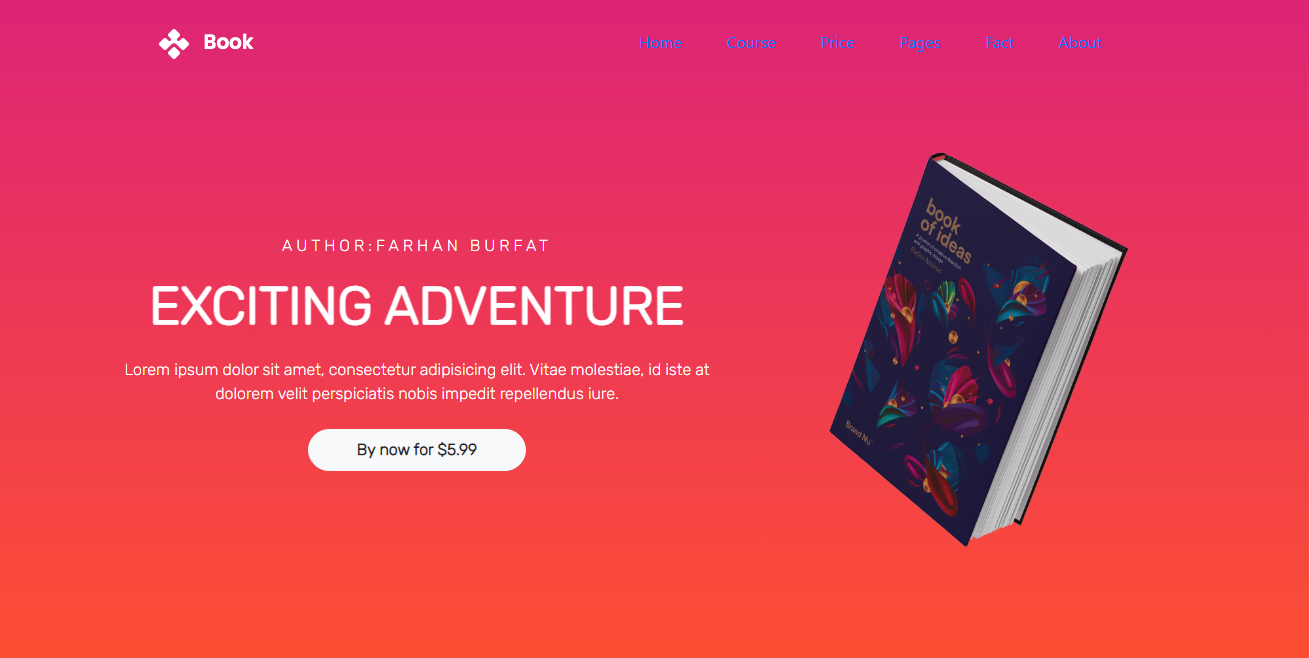 Book
Home Course Price Pages Fact About
AUTHOR:FARHAN BURFAT
EXCITING ADVENTURE
Lorem ipsum dolor sit amet, consectetur adipisicing elit. Vitae molestiae, id iste at
dolorem velit perspiciatis nobis impedit repellendus iure.
By now for $5.99
book
of ideas
Brand Nu